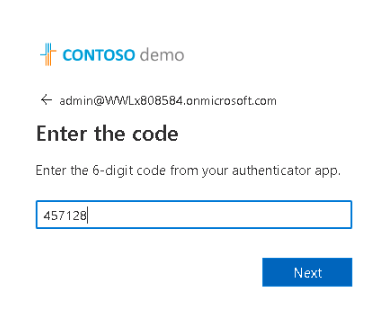 CONTOSO demo
← admin@WWLx808584.onmicrosoft.com
Enter the code
Enter the 6-digit code from your authenticator app.
457128
Next